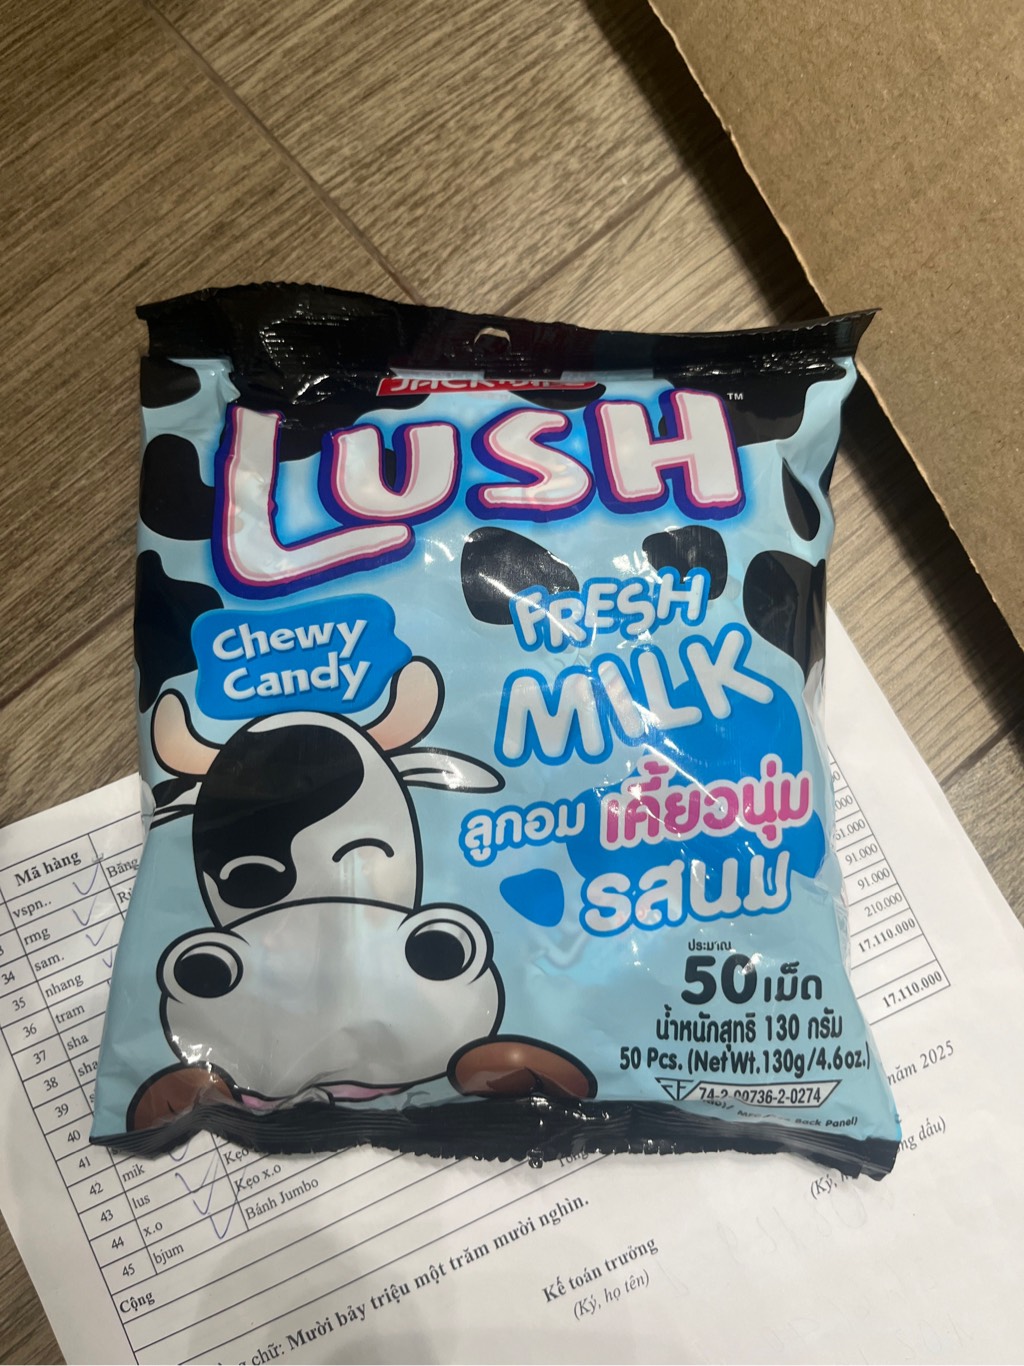 LUSH
TM
Chewy
Candy
FRESH
MILK
ลูกอม เคี้ยวนุ่ม
รสนม
ประมาณ
50 เม็ด
น้ำหนักสุทธิ 130 กรัม
50 Pcs. (NetWt.130g/4.6oz.)
Back Panel)
Mã hàng
vspn..
rmg
34 sam.
35 nhang
36 tram
37 sha
38
39
40
41
42 mik
43 lus
44 x.o Kẹo x.o
45 bjum Bánh Jumbo
Cộng
91.000
91.000
210.000
17.110.000
17.110.000
chữ: Mười bảy triệu một trăm mười nghìn.
năm 2025
Kế toán trưởng
(Ký, họ tên)